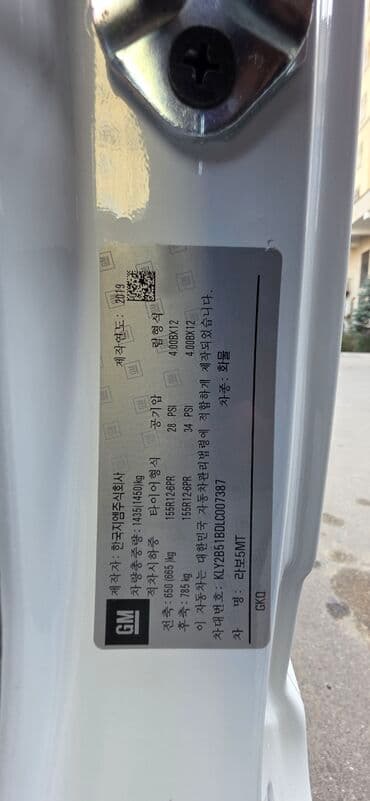 GM
제작자 : 한국지엠주식회사 제작연도: 2019
차량총중량 : 1435(1450)kg
적차시하중 타이어형식 공기압 림형식
전축 : 650 (665 )kg 155R12-6PR 28 PSI 4.00BX12
후축 : 785 kg 155R12-6PR 34 PSI 4.00BX12
이 자동차는 대한민국 자동차관리법령에 적합하게 제작되었습니다.
차대번호 : KLY2B51BDLC007387
차 명 : 라보5MT 차종: 화물
GKQ